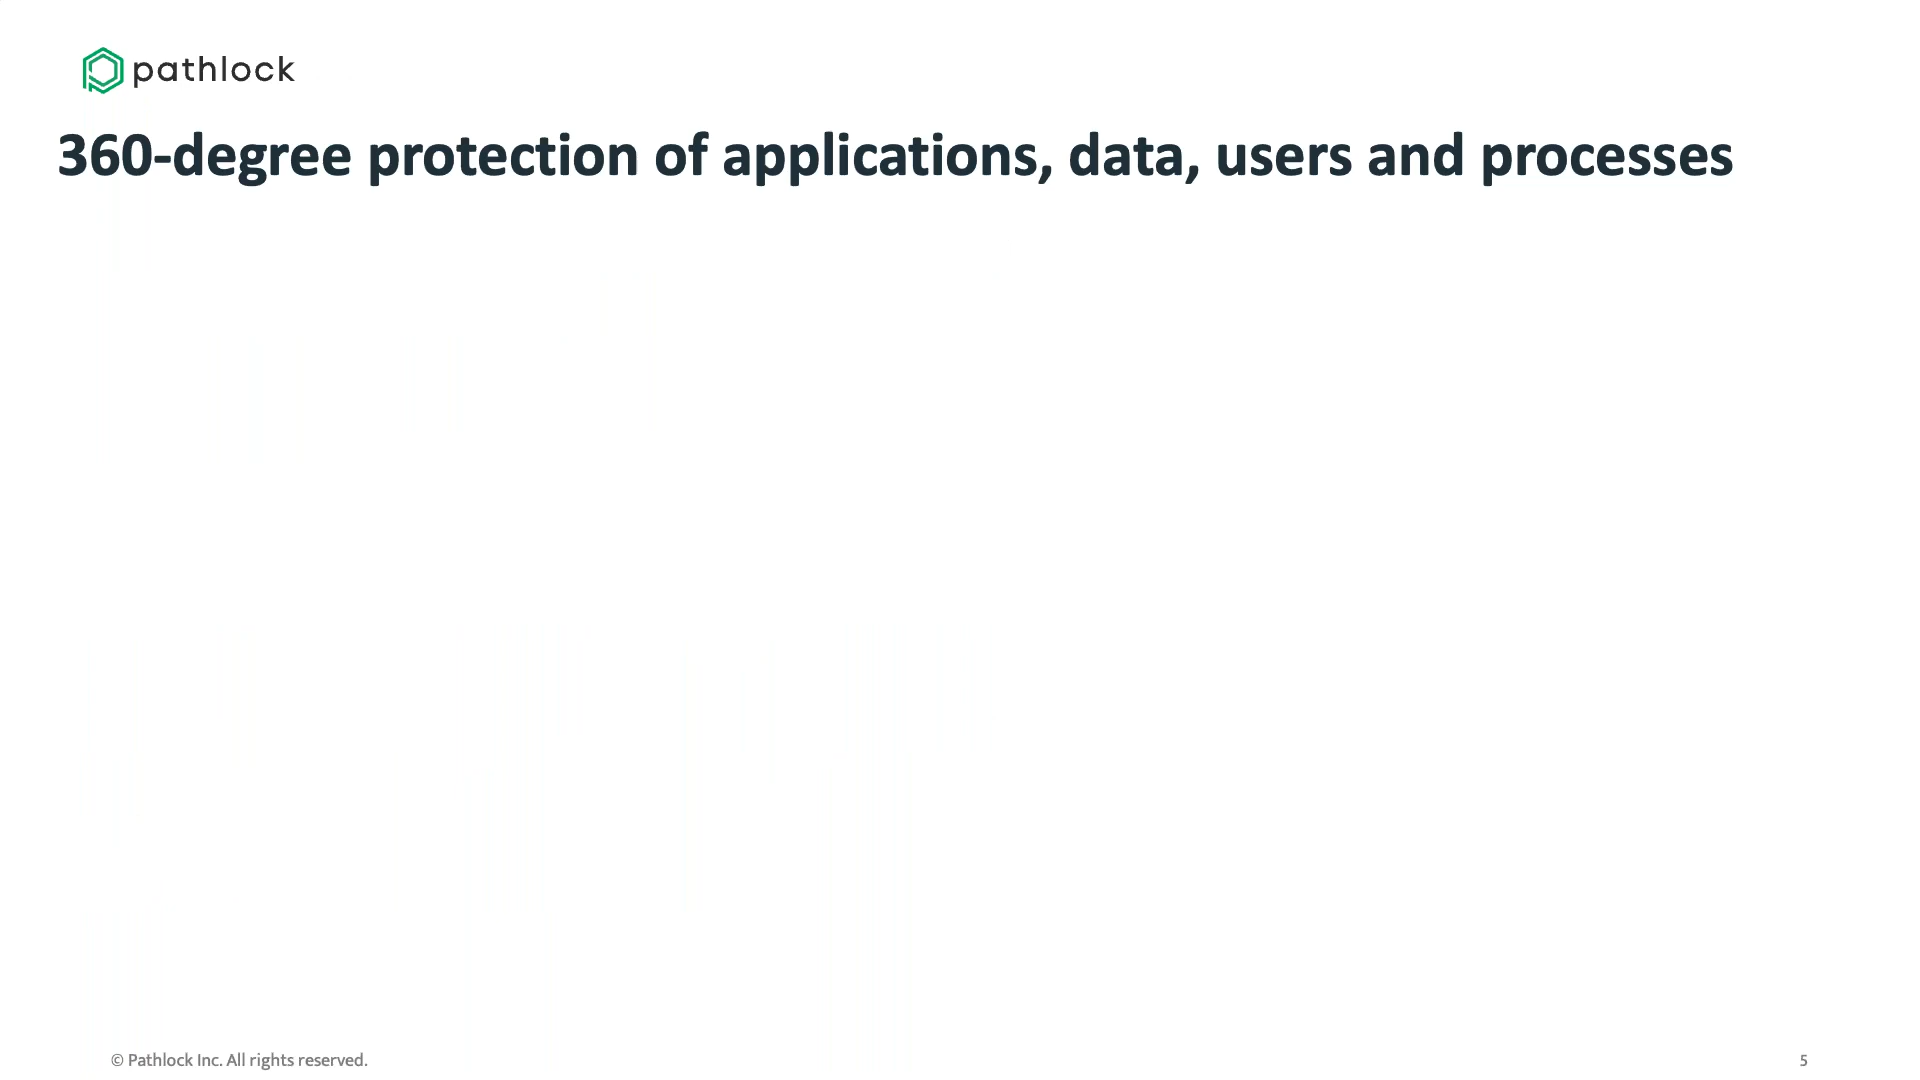 pathlock
360-degree protection of applications, data, users and processes
© Pathlock Inc. All rights reserved.
5